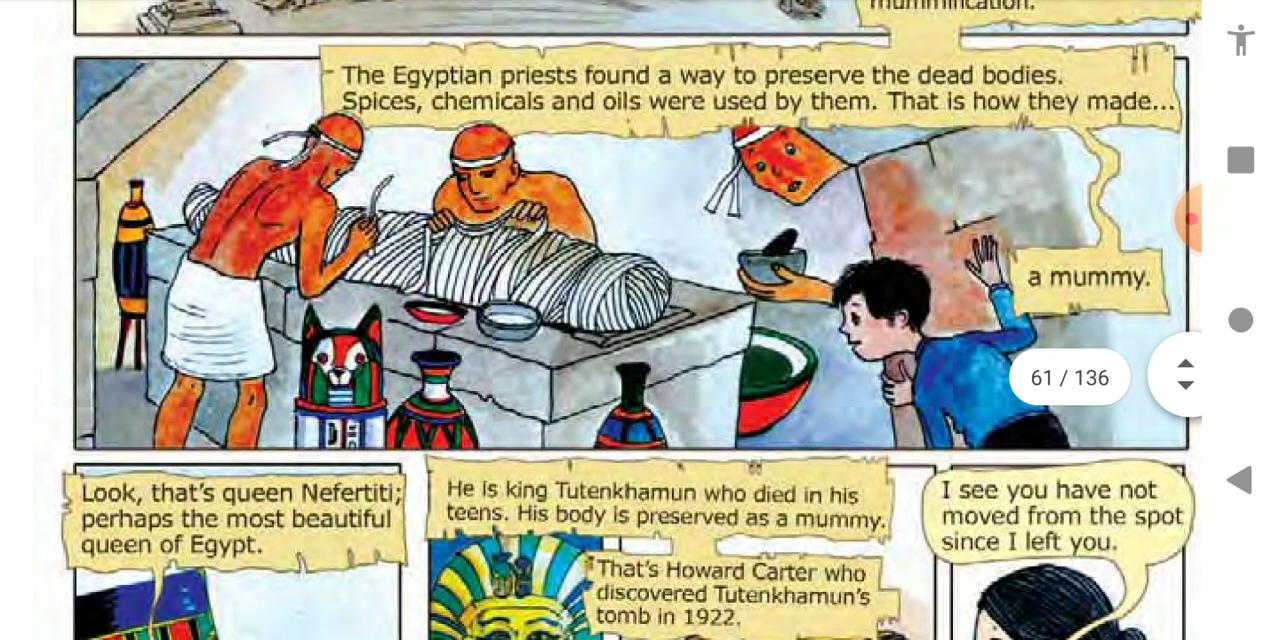 mummification.
The Egyptian priests found a way to preserve the dead bodies.
Spices, chemicals and oils were used by them. That is how they made...
a mummy.
61 / 136
Look, that's queen Nefertiti;
perhaps the most beautiful
queen of Egypt.
He is king Tutenkhamun who died in his
teens. His body is preserved as a mummy.
That's Howard Carter who
discovered Tutenkhamun's
tomb in 1922.
I see you have not
moved from the spot
since I left you.